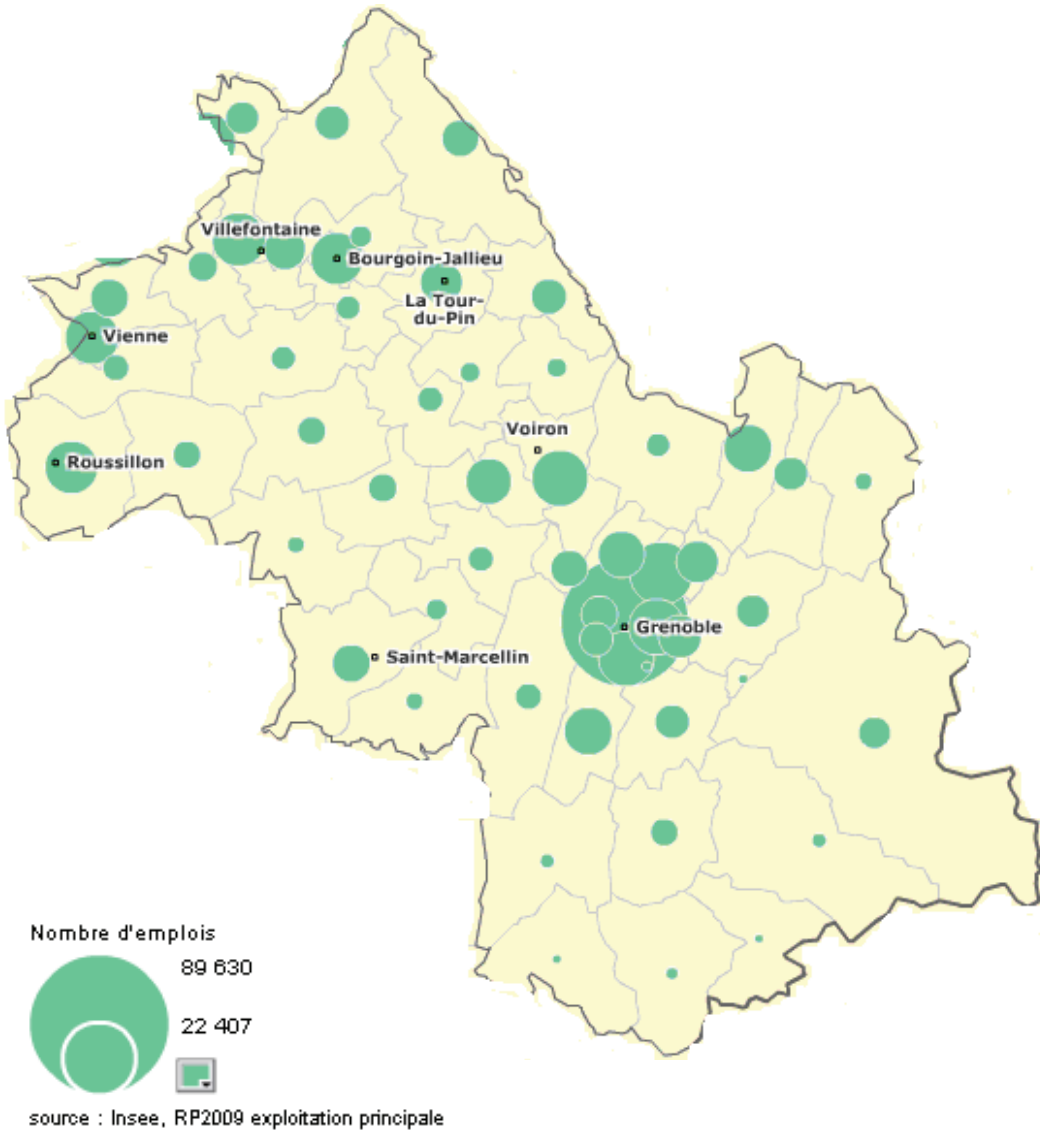 Villefontaine
Bourgoin-Jallieu
La Tour-
du-Pin
Vienne
Voiron
Roussillon
Grenoble
Saint-Marcellin
Nombre d'emplois
89 630
22 407
source : Insee, RP2009 exploitation principale